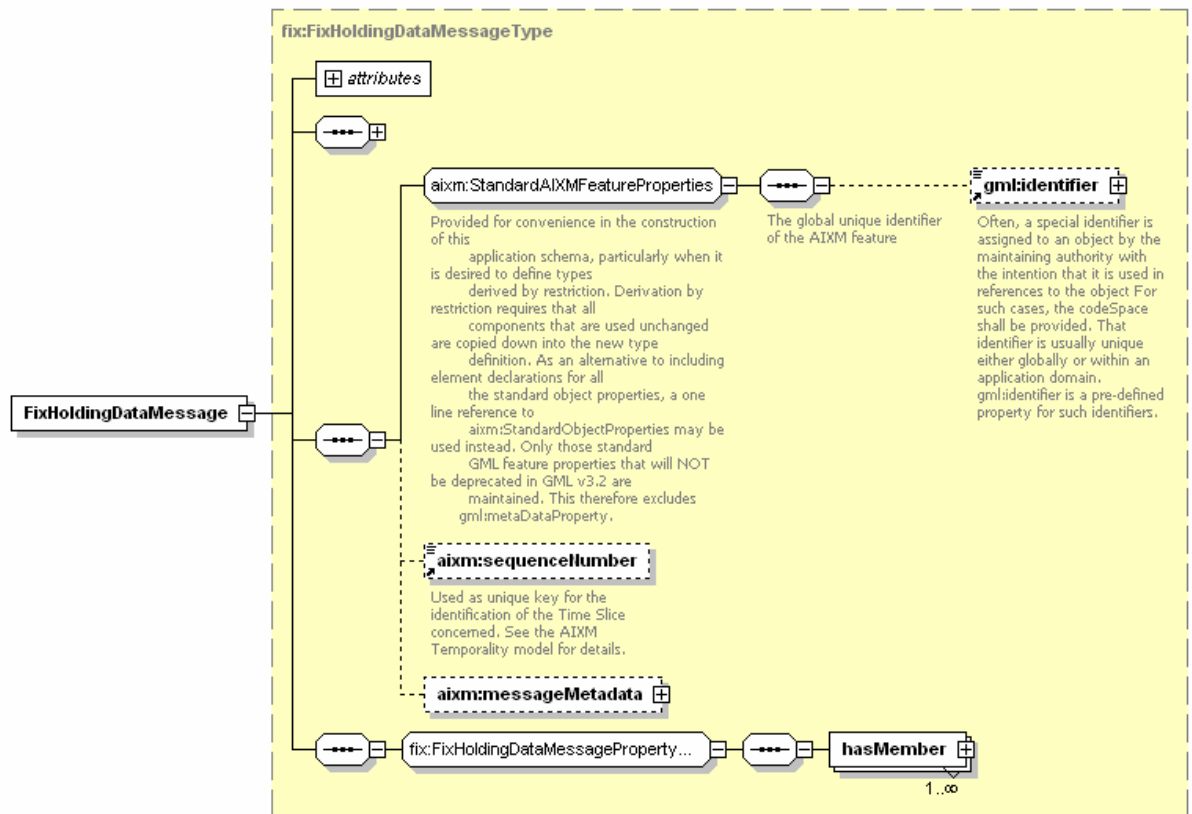 fix:FixHoldingDataMessageType
attributes
aixm:StandardAIXMFeatureProperties
Provided for convenience in the construction
of this
application schema, particularly when it
is desired to define types
derived by restriction. Derivation by
restriction requires that all
components that are used unchanged
are copied down into the new type
definition. As an alternative to including
element declarations for all
the standard object properties, a one
line reference to
aixm:StandardObjectProperties may be
used instead. Only those standard
GML feature properties that will NOT
be deprecated in GML v3.2 are
maintained. This therefore excludes
gml:metaDataProperty.
The global unique identifier
of the AIXM feature
gml:identifier
Often, a special identifier is
assigned to an object by the
maintaining authority with
the intention that it is used in
references to the object For
such cases, the codeSpace
shall be provided. That
identifier is usually unique
either globally or within an
application domain.
gml:identifier is a pre-defined
property for such identifiers.
FixHoldingDataMessage
aixm:sequenceNumber
Used as unique key for the
identification of the Time Slice
concerned. See the AIXM
Temporality model for details.
aixm:messageMetadata
fix:FixHoldingDataMessageProperty...
hasMember
1..∞